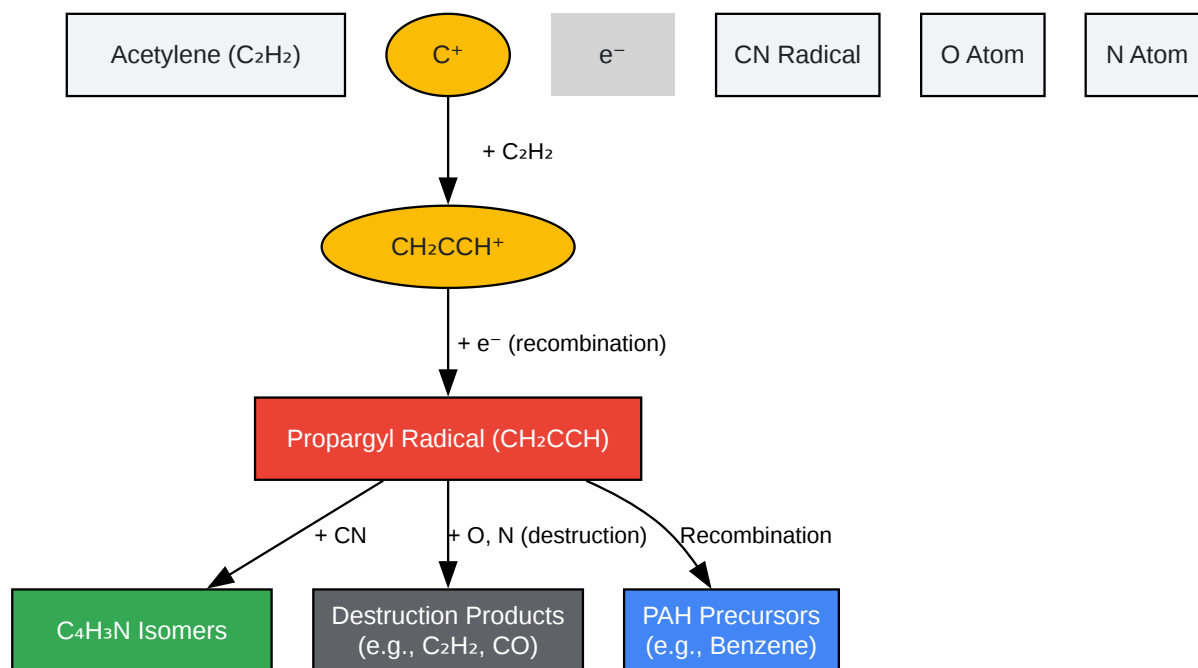 Acetylene (C₂H₂)
C⁺
e⁻
CN Radical
O Atom
N Atom
+ C₂H₂
CH₂CCH⁺
+ e⁻ (recombination)
Propargyl Radical (CH₂CCH)
+ CN
+ O, N (destruction)
Recombination
C₄H₃N Isomers
Destruction Products
(e.g., C₂H₂, CO)
PAH Precursors
(e.g., Benzene)